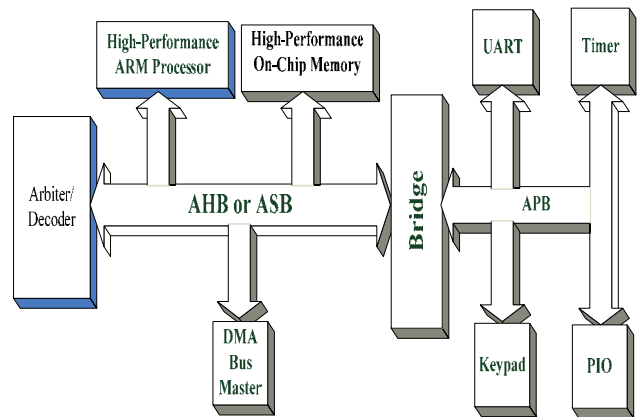 High-Performance
ARM Processor
High-Performance
On-Chip Memory
UART
Timer
Arbiter/
Decoder
AHB or ASB
Bridge
APB
DMA
Bus
Master
Keypad
PIO